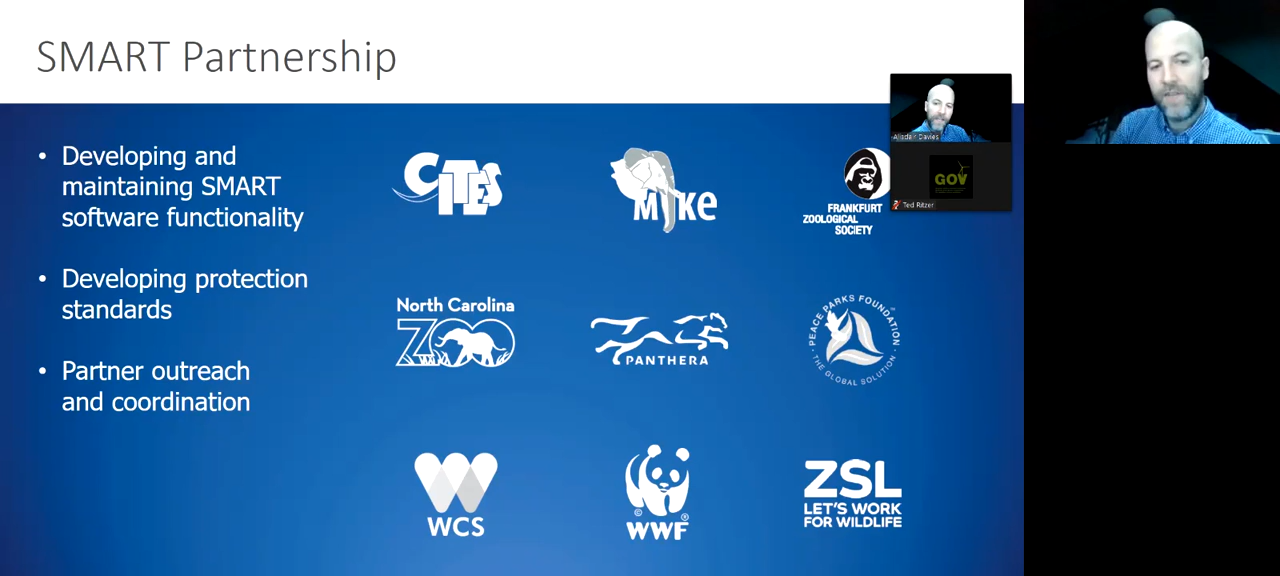 SMART Partnership
• Developing and
maintaining SMART
software functionality
• Developing protection
standards
• Partner outreach
and coordination
CITES
MIKE
FRANKFURT
ZOOLOGICAL
SOCIETY
Alisdair Davies
GOV
Ted Ritzer
North Carolina
ZOO
PANTHERA
PEACE PARKS FOUNDATION
· THE GLOBAL SOLUTION ·
WCS
©
WWF
®
ZSL
LET'S WORK
FOR WILDLIFE